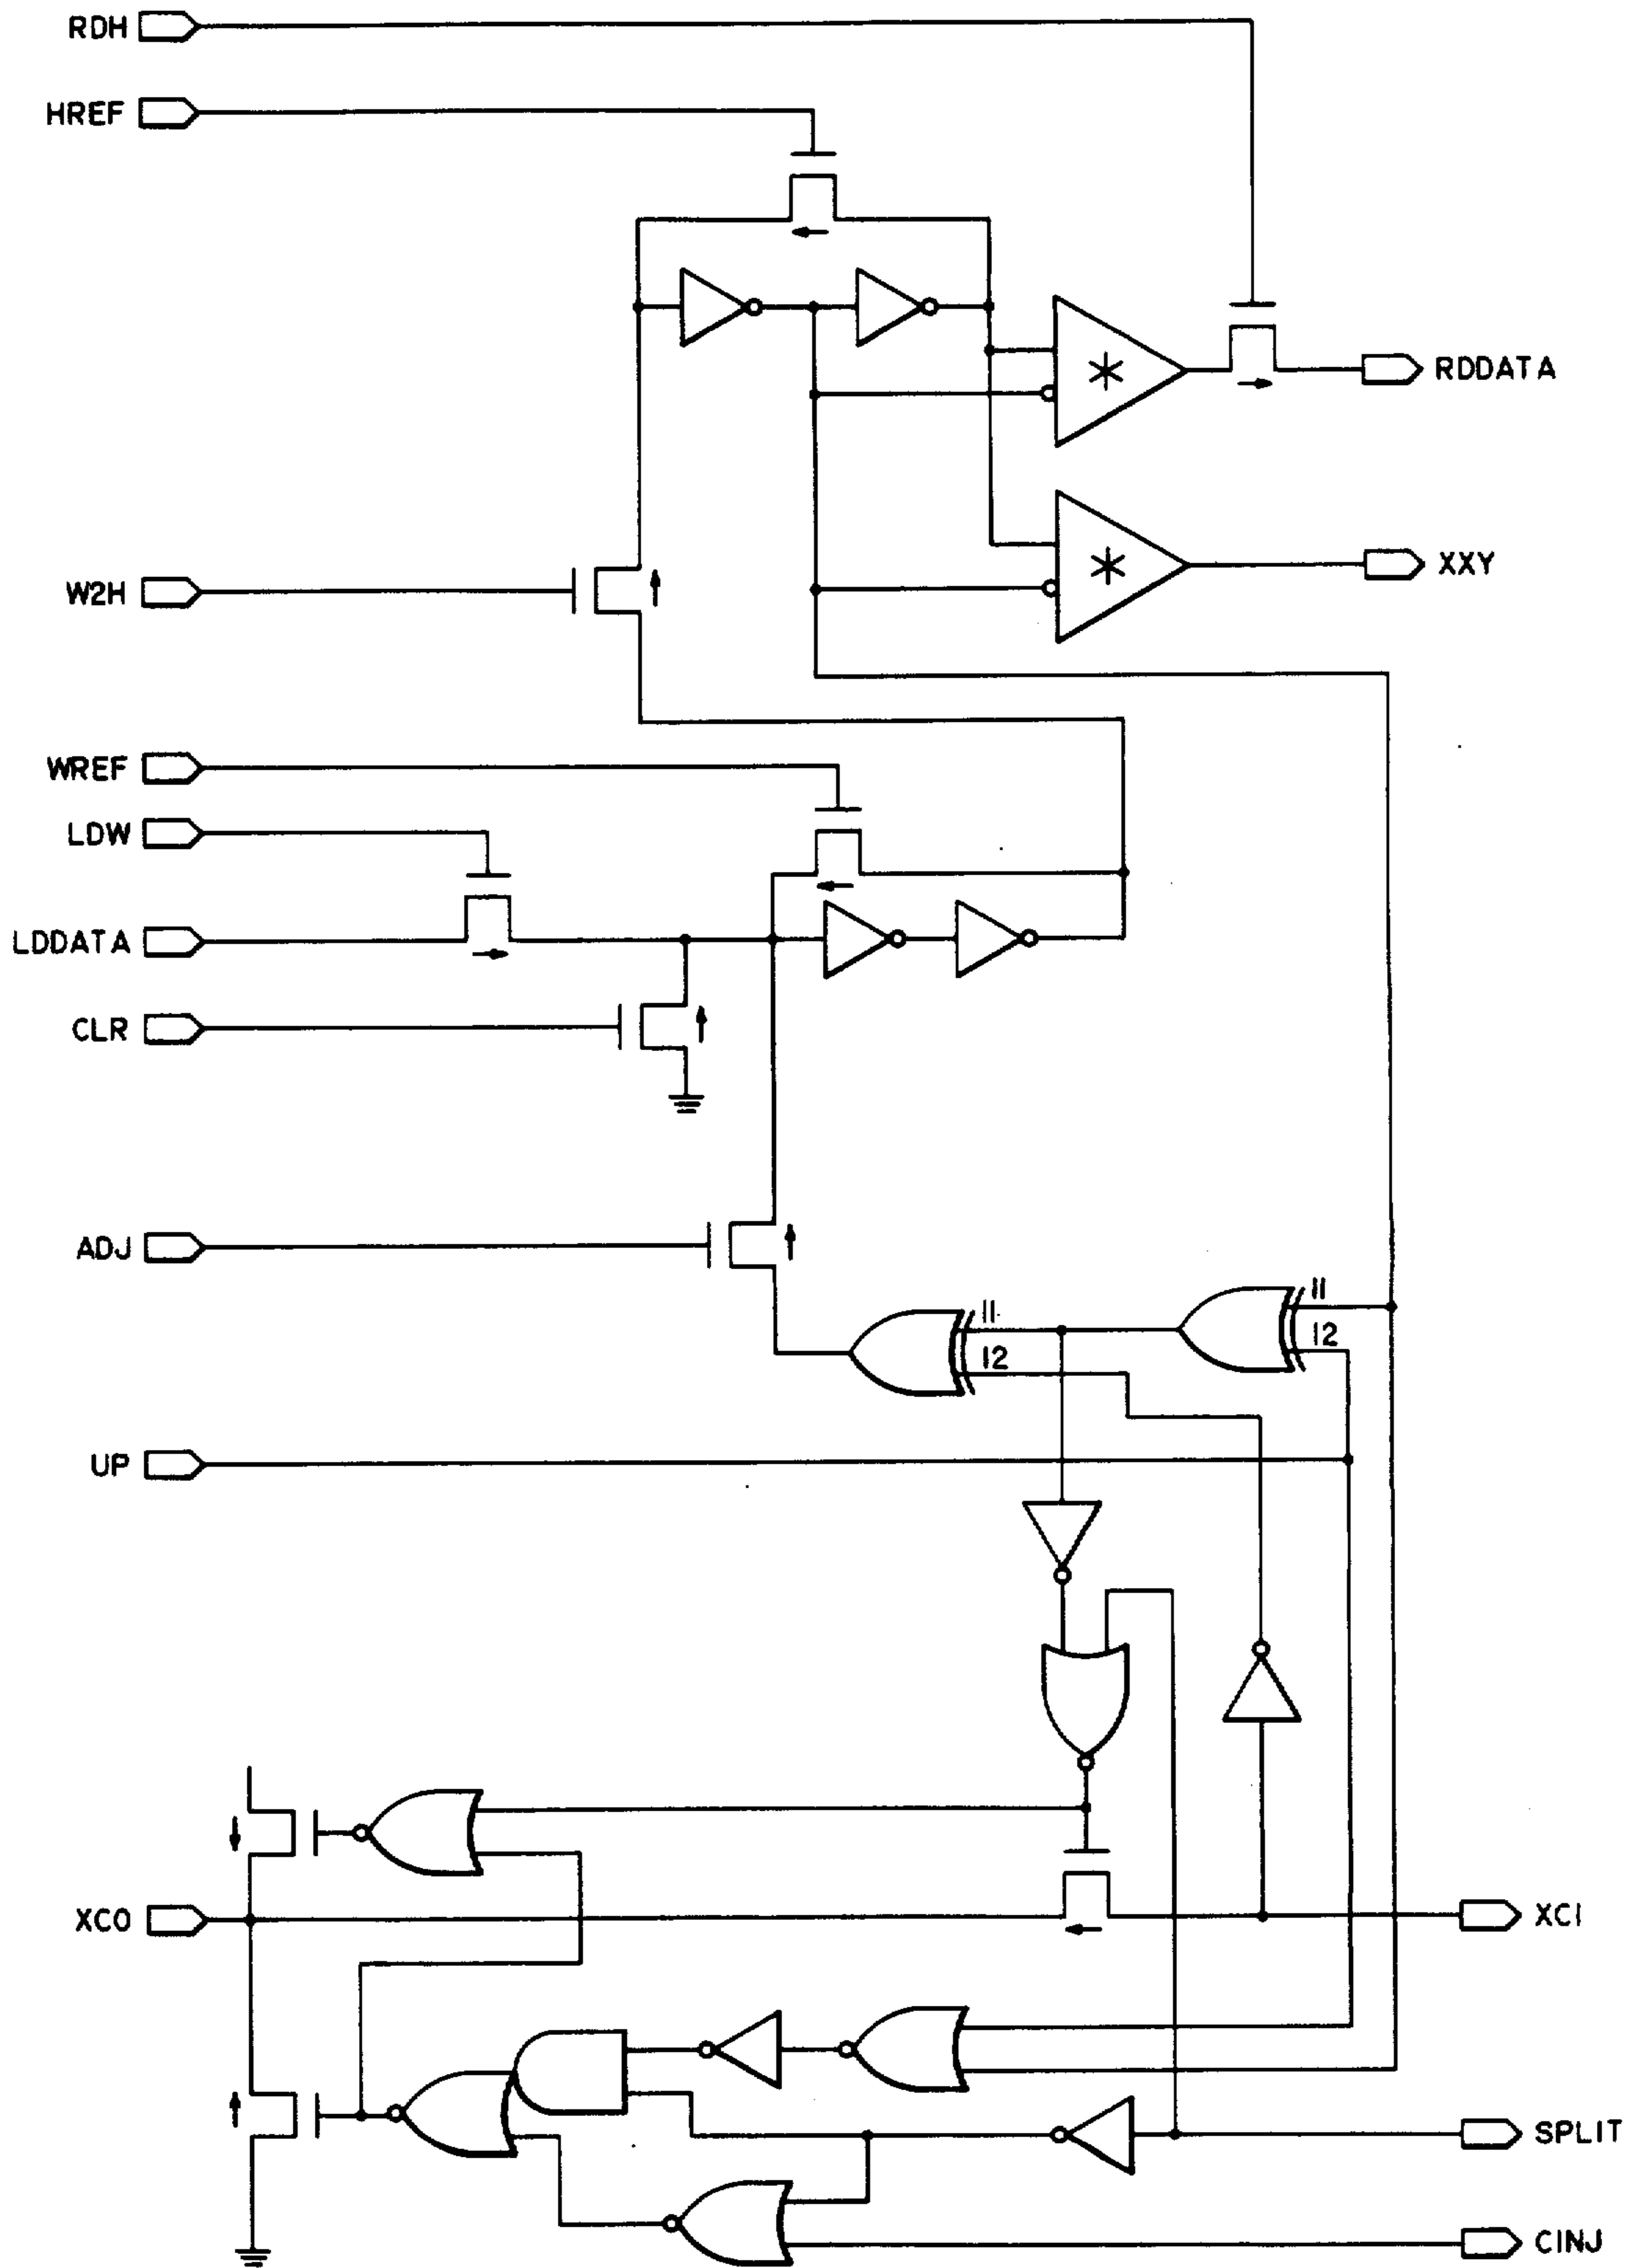 RDH
HREF
RDDATA
W2H
XXY
WREF
LDW
LDDATA
CLR
ADJ
11
12
11
12
UP
XCO
XCI
SPLIT
CINJ